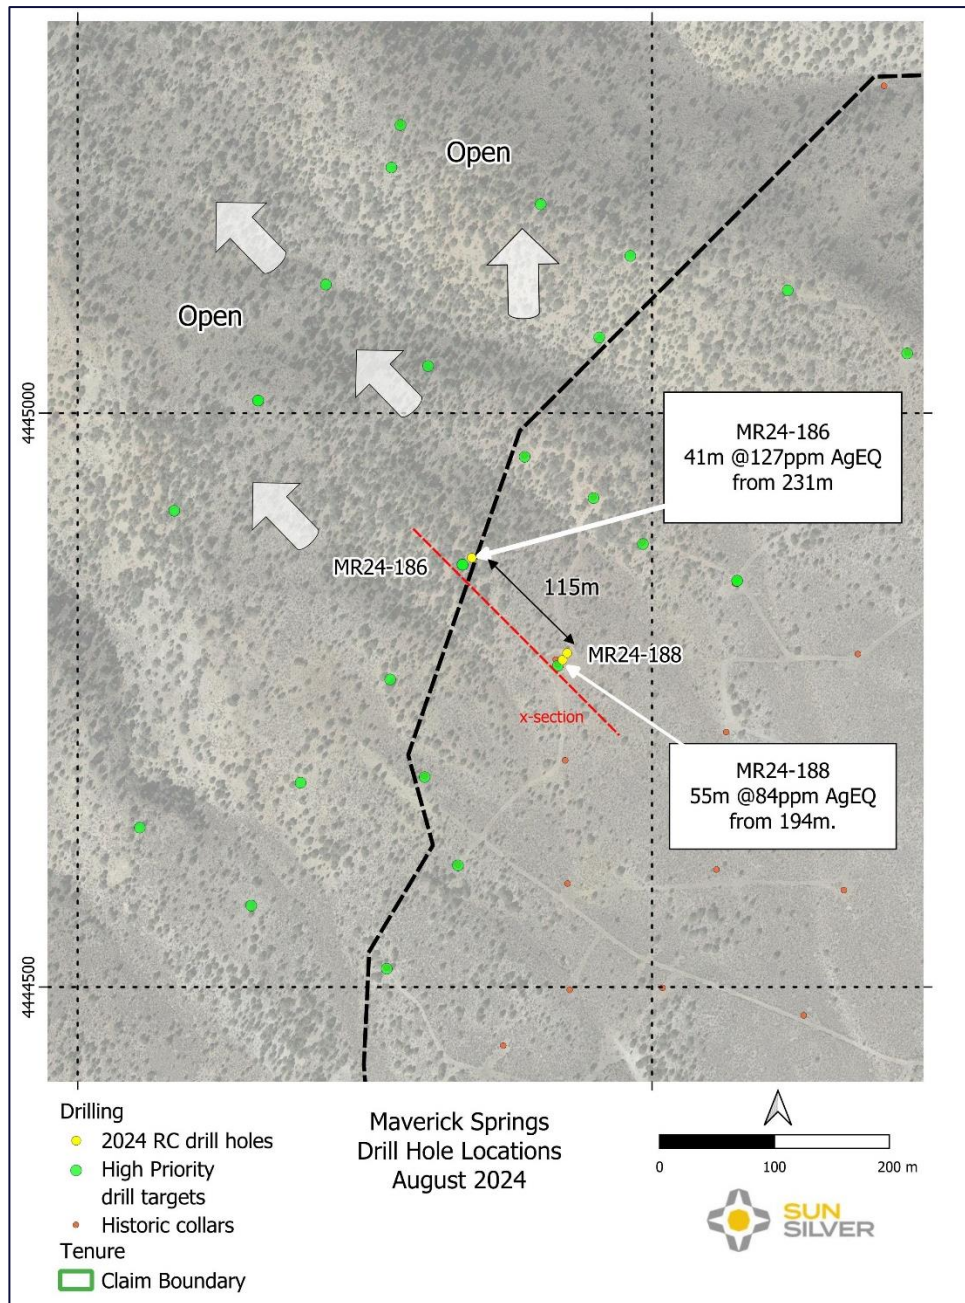 Open
Open
4445000
MR24-186
41m @127ppm AgEQ
from 231m
MR24-186
115m
MR24-188
x-section
MR24-188
55m @84ppm AgEQ
from 194m.
4444500
Drilling
2024 RC drill holes
High Priority
drill targets
Historic collars
Tenure
Claim Boundary
Maverick Springs
Drill Hole Locations
August 2024
0 100 200 m
SUN
SILVER